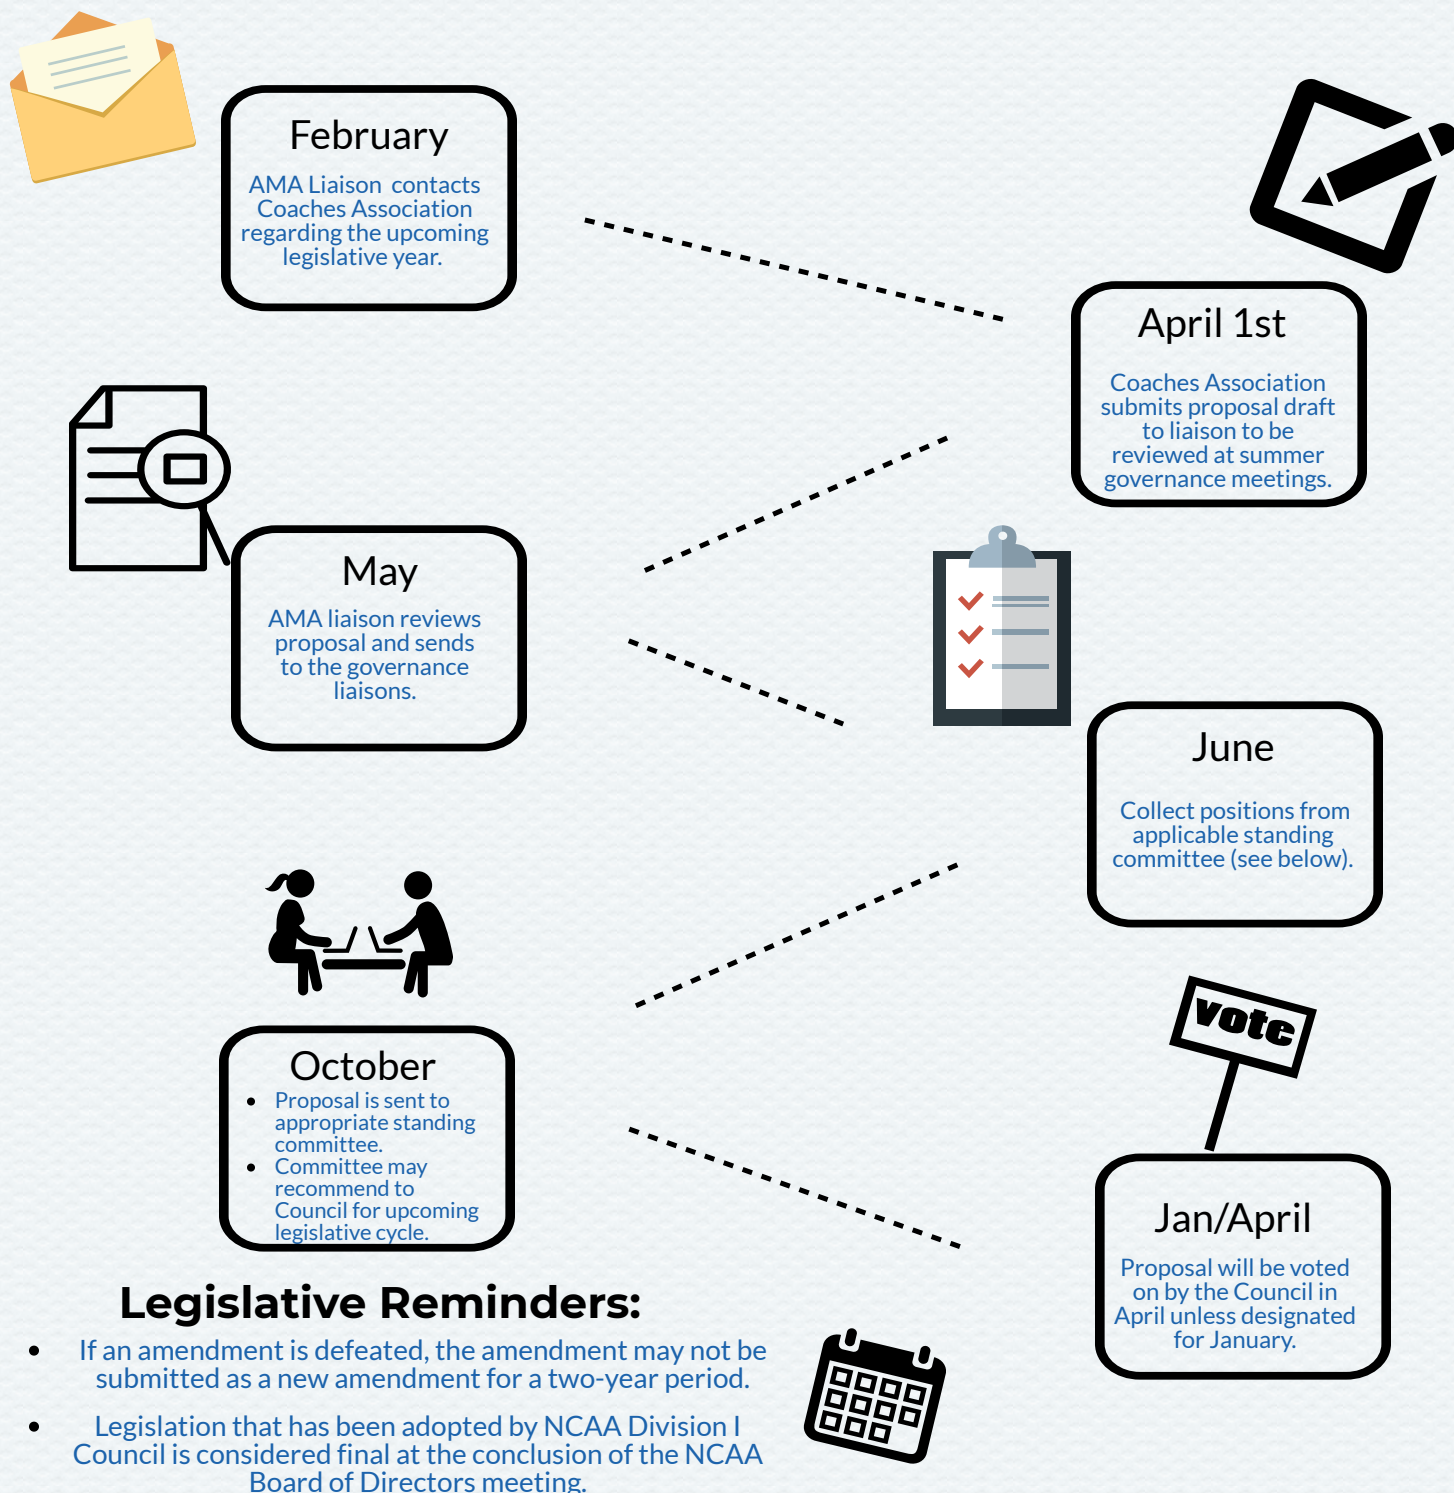 February
AMA Liaison contacts
Coaches Association
regarding the upcoming
legislative year.
April 1st
Coaches Association
submits proposal draft
to liaison to be
reviewed at summer
governance meetings.
May
AMA liaison reviews
proposal and sends
to the governance
liaisons.
June
Collect positions from
applicable standing
committee (see below).
October
• Proposal is sent to
appropriate standing
committee.
• Committee may
recommend to
Council for upcoming
legislative cycle.
vote
Jan/April
Proposal will be voted
on by the Council in
April unless designated
for January.
Legislative Reminders:
• If an amendment is defeated, the amendment may not be
submitted as a new amendment for a two-year period.
• Legislation that has been adopted by NCAA Division I
Council is considered final at the conclusion of the NCAA
Board of Directors meeting.